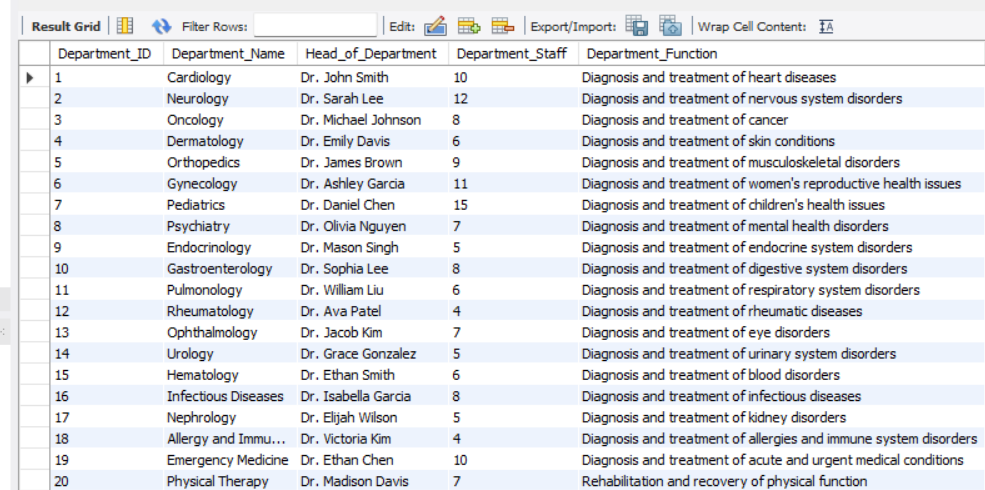 Result Grid Filter Rows: Edit: Export/Import: Wrap Cell Content:
Department_ID Department_Name Head_of_Department Department_Staff Department_Function
1 Cardiology Dr. John Smith 10 Diagnosis and treatment of heart diseases
2 Neurology Dr. Sarah Lee 12 Diagnosis and treatment of nervous system disorders
3 Oncology Dr. Michael Johnson 8 Diagnosis and treatment of cancer
4 Dermatology Dr. Emily Davis 6 Diagnosis and treatment of skin conditions
5 Orthopedics Dr. James Brown 9 Diagnosis and treatment of musculoskeletal disorders
6 Gynecology Dr. Ashley Garcia 11 Diagnosis and treatment of women's reproductive health issues
7 Pediatrics Dr. Daniel Chen 15 Diagnosis and treatment of children's health issues
8 Psychiatry Dr. Olivia Nguyen 7 Diagnosis and treatment of mental health disorders
9 Endocrinology Dr. Mason Singh 5 Diagnosis and treatment of endocrine system disorders
10 Gastroenterology Dr. Sophia Lee 8 Diagnosis and treatment of digestive system disorders
11 Pulmonology Dr. William Liu 6 Diagnosis and treatment of respiratory system disorders
12 Rheumatology Dr. Ava Patel 4 Diagnosis and treatment of rheumatic diseases
13 Ophthalmology Dr. Jacob Kim 7 Diagnosis and treatment of eye disorders
14 Urology Dr. Grace Gonzalez 5 Diagnosis and treatment of urinary system disorders
15 Hematology Dr. Ethan Smith 6 Diagnosis and treatment of blood disorders
16 Infectious Diseases Dr. Isabella Garcia 8 Diagnosis and treatment of infectious diseases
17 Nephrology Dr. Elijah Wilson 5 Diagnosis and treatment of kidney disorders
18 Allergy and Immu... Dr. Victoria Kim 4 Diagnosis and treatment of allergies and immune system disorders
19 Emergency Medicine Dr. Ethan Chen 10 Diagnosis and treatment of acute and urgent medical conditions
20 Physical Therapy Dr. Madison Davis 7 Rehabilitation and recovery of physical function